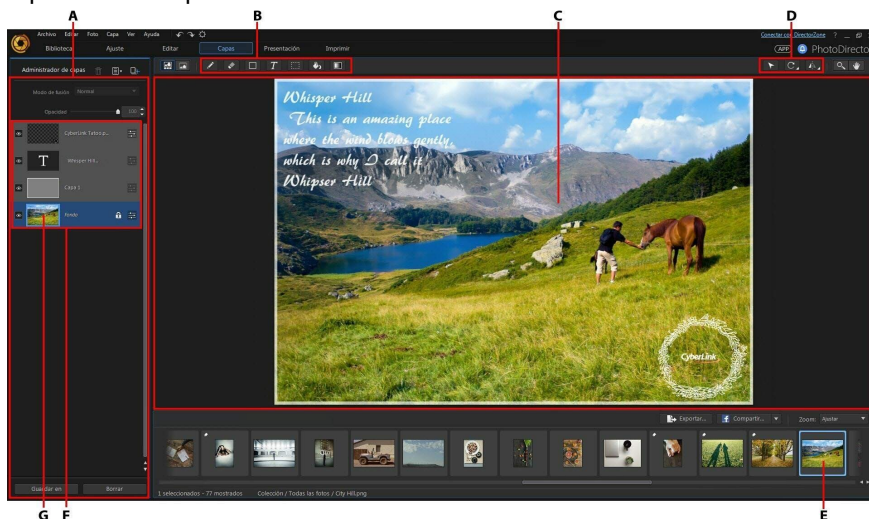 A
B
C
D
Archivo Editar Foto Capa Ver Ayuda
Conectar con DirectorZone ?
Biblioteca Ajuste Editar Capas Presentación Imprimir
APP PhotoDirecto
Administrador de capas
Modo de fusión Normal
Opacidad 100
CyberLink Tatoo.p...
T Whisper Hill..
Capa 1
Fondo
Whisper Hill
This is an amazing place
where the wind blows gently,
which is why I call it
Whipser Hill
CyberLink
Exportar... Compartir... Zoom: Ajustar
Guardar en Borrar
1 seleccionados - 77 mostrados Colección / Todas las fotos / City Hill.png
G F
E